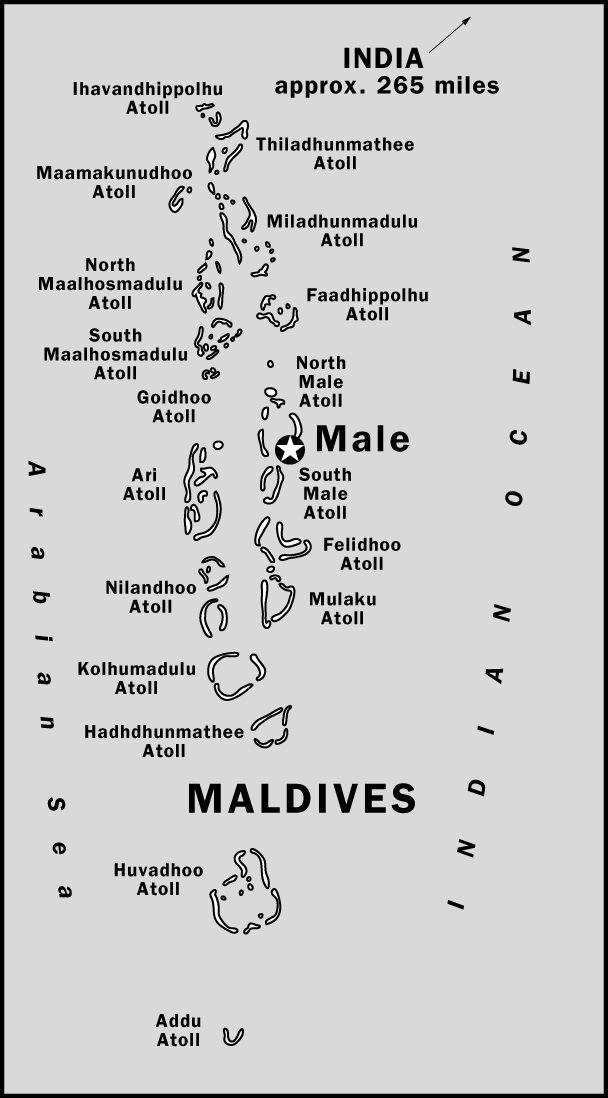 INDIA
approx. 265 miles
Ihavandhippolhu
Atoll
Thiladhunmathee
Atoll
Maamakunudhoo
Atoll
Miladhunmadulu
Atoll
North
Maalhosmadulu
Atoll
Faadhippolhu
Atoll
South
Maalhosmadulu
Atoll
North
Male
Atoll
Goidhoo
Atoll
Male
Ari
Atoll
South
Male
Atoll
Felidhoo
Atoll
Nilandhoo
Atoll
Mulaku
Atoll
Kolhumadulu
Atoll
Hadhdhunmathee
Atoll
MALDIVES
Huvadhoo
Atoll
Addu
Atoll
Arabian Sea
INDIAN OCEAN